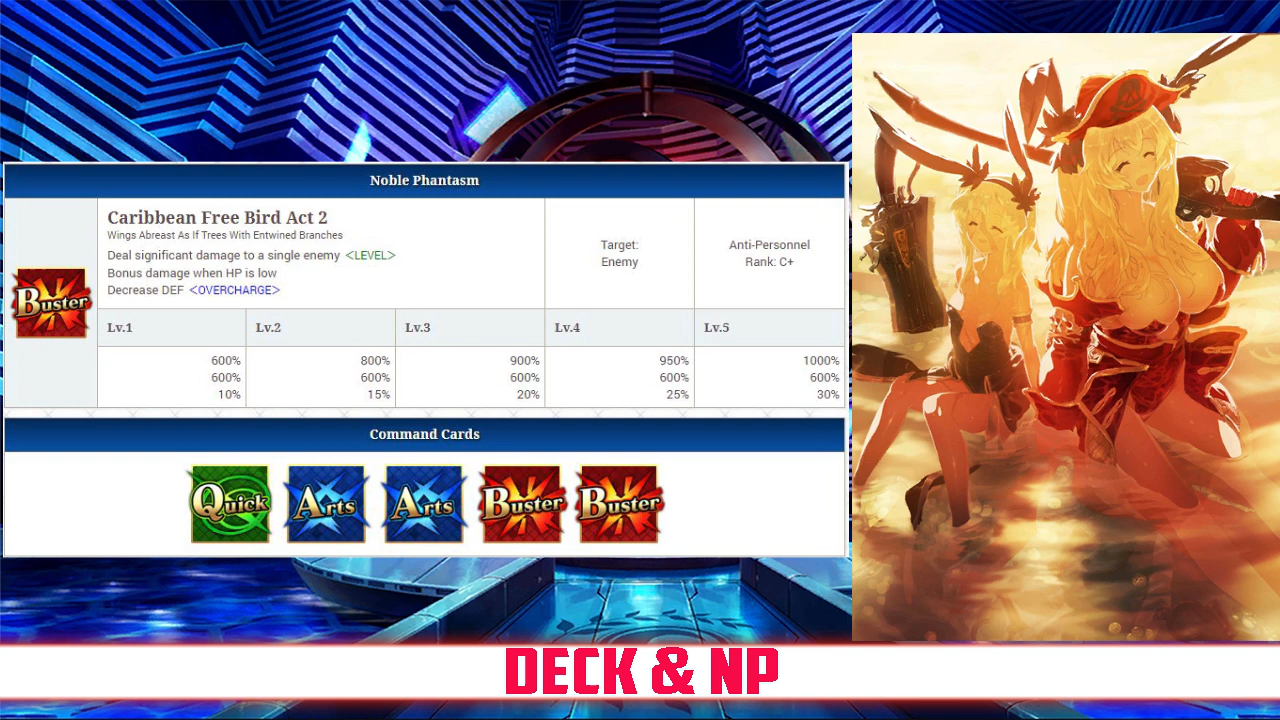 Noble Phantasm
Buster
Caribbean Free Bird Act 2
Wings Abreast As If Trees With Entwined Branches
Deal significant damage to a single enemy <LEVEL>
Bonus damage when HP is low
Decrease DEF <OVERCHARGE>
Target:
Enemy
Anti-Personnel
Rank: C+
Lv.1 Lv.2 Lv.3 Lv.4 Lv.5
600% 800% 900% 950% 1000%
600% 600% 600% 600% 600%
10% 15% 20% 25% 30%
Command Cards
Quick Arts Arts Buster Buster
DECK & NP